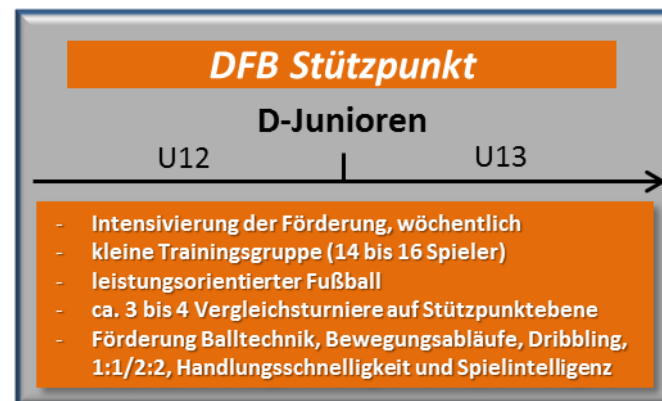 DFB Stützpunkt
D-Junioren
U12 U13
- Intensivierung der Förderung, wöchentlich
- kleine Trainingsgruppe (14 bis 16 Spieler)
- leistungsorientierter Fußball
- ca. 3 bis 4 Vergleichsturniere auf Stützpunktebene
- Förderung Balltechnik, Bewegungsabläufe, Dribbling,
1:1/2:2, Handlungsschnelligkeit und Spielintelligenz